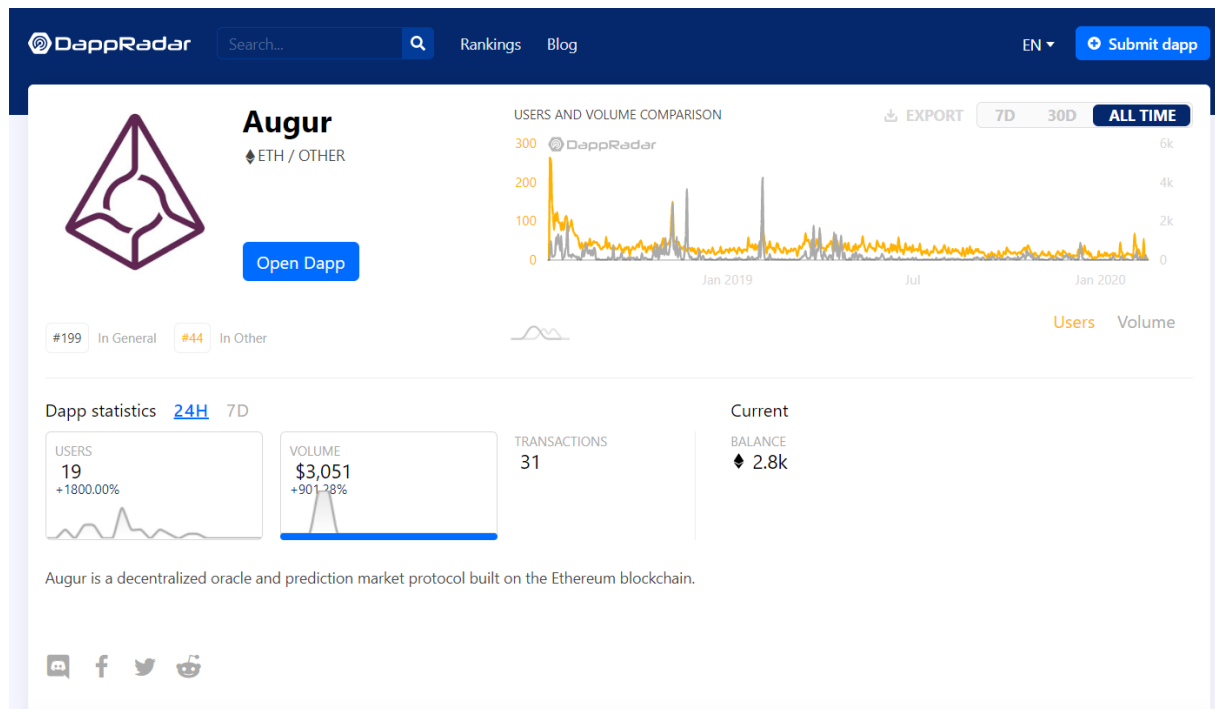 DappRadar Search... Rankings Blog EN Submit dapp
Augur
ETH / OTHER
Open Dapp
#199 In General #44 In Other
USERS AND VOLUME COMPARISON EXPORT 7D 30D ALL TIME
300 DappRadar 6k
200 4k
100 2k
0 0
Jan 2019 Jul Jan 2020
Users Volume
Dapp statistics 24H 7D Current
USERS VOLUME TRANSACTIONS BALANCE
19 $3,051 31 2.8k
+1800.00% +901.28%
Augur is a decentralized oracle and prediction market protocol built on the Ethereum blockchain.